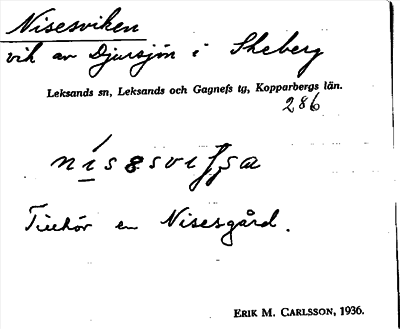 Nisesviken
vik av Djursjön i Skeberg
Leksands sn, Leksands och Gagnefs tg, Kopparbergs län.
286
Tillhör en Nisesgård.
ERIK M. CARLSSON, 1936.